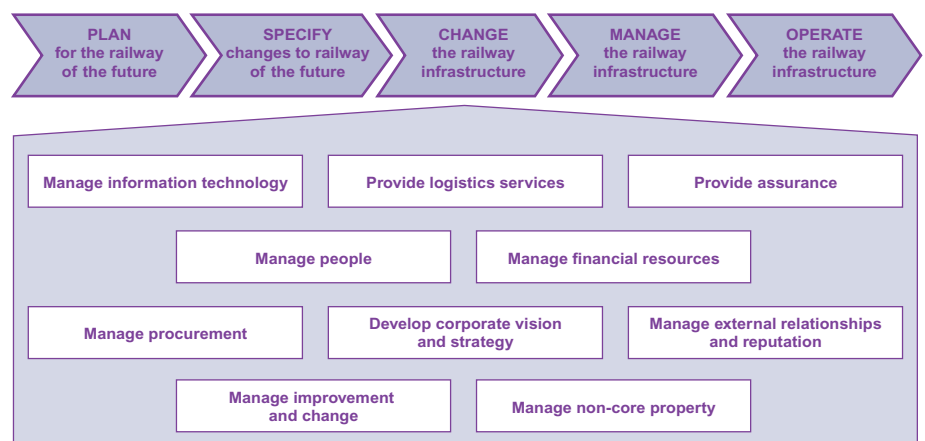 PLAN
for the railway
of the future
SPECIFY
changes to railway
of the future
CHANGE
the railway
infrastructure
MANAGE
the railway
infrastructure
OPERATE
the railway
infrastructure
Manage information technology
Provide logistics services
Provide assurance
Manage people
Manage financial resources
Manage procurement
Develop corporate vision
and strategy
Manage external relationships
and reputation
Manage improvement
and change
Manage non-core property